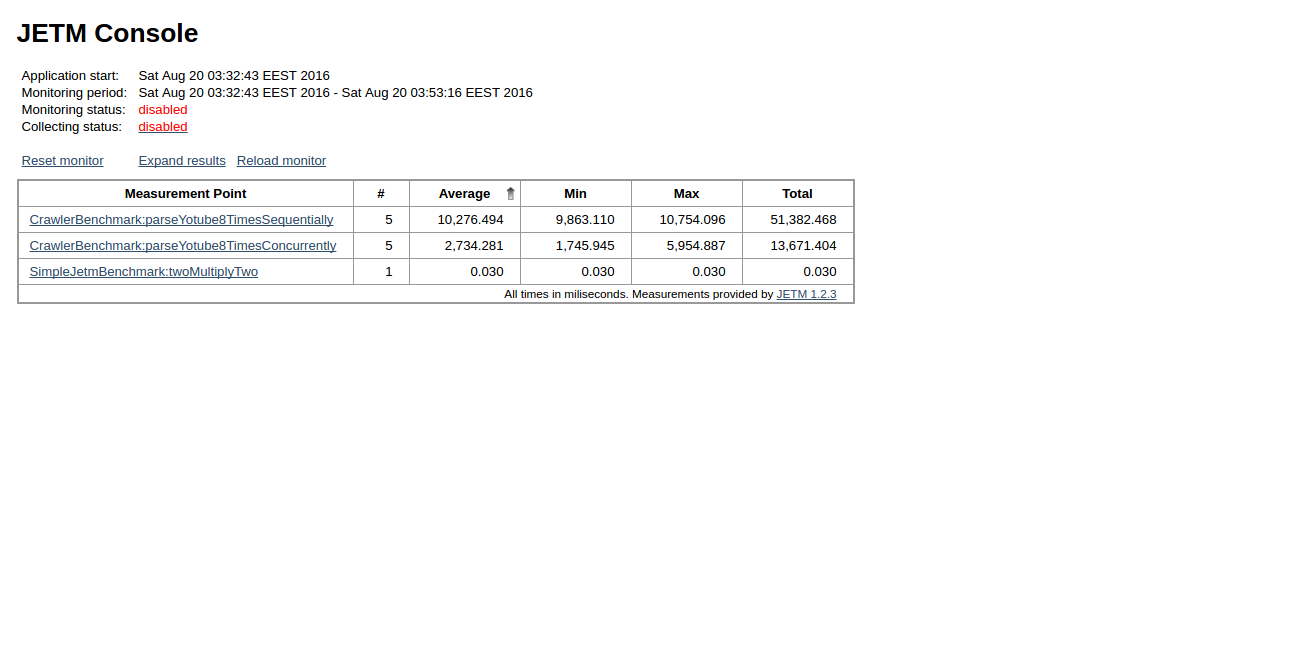 JETM Console
Application start: Sat Aug 20 03:32:43 EEST 2016
Monitoring period: Sat Aug 20 03:32:43 EEST 2016 - Sat Aug 20 03:53:16 EEST 2016
Monitoring status: disabled
Collecting status: disabled
Reset monitor Expand results Reload monitor
Measurement Point # Average Min Max Total
CrawlerBenchmark:parseYotube8TimesSequentially 5 10,276.494 9,863.110 10,754.096 51,382.468
CrawlerBenchmark:parseYotube8TimesConcurrently 5 2,734.281 1,745.945 5,954.887 13,671.404
SimpleJetmBenchmark:twoMultiplyTwo 1 0.030 0.030 0.030 0.030
All times in miliseconds. Measurements provided by JETM 1.2.3